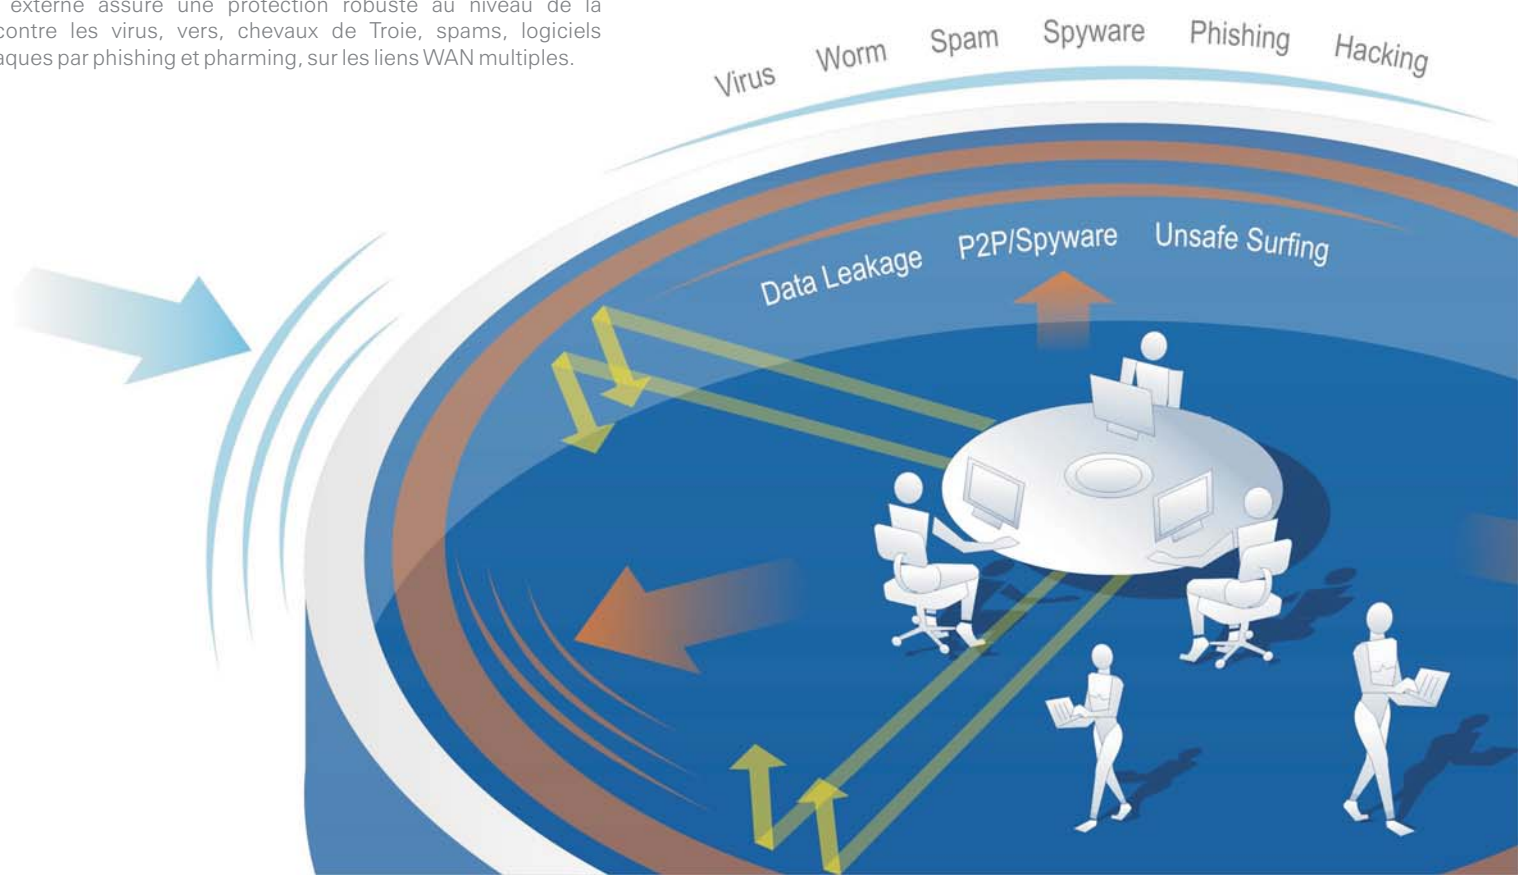 externe assure une protection robuste au niveau de la
contre les virus, vers, chevaux de Troie, spams, logiciels
aques par phishing et pharming, sur les liens WAN multiples.
Virus Worm Spam Spyware Phishing Hacking
Data Leakage P2P/Spyware Unsafe Surfing